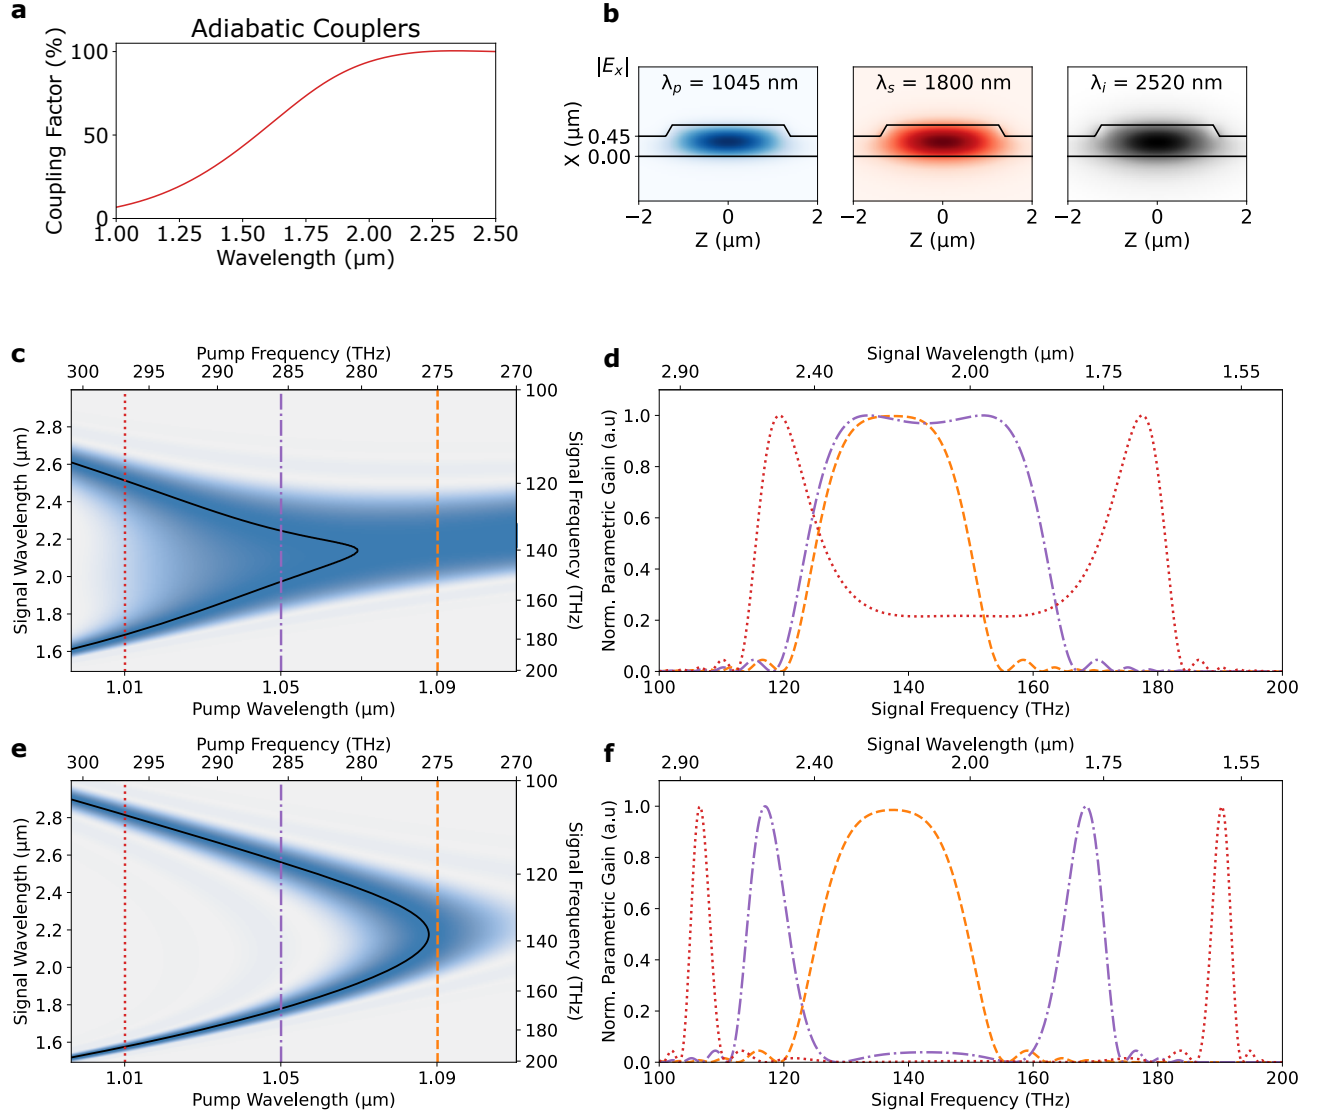 a
Adiabatic Couplers
Coupling Factor (%)
100
50
0
1.00 1.25 1.50 1.75 2.00 2.25 2.50
Wavelength (μm)
b
|Eₓ|
λₚ = 1045 nm
λₛ = 1800 nm
λᵢ = 2520 nm
X (μm)
0.45
0.00
−2 0 2
Z (μm)
−2 0 2
Z (μm)
−2 0 2
Z (μm)
c
Pump Frequency (THz)
300 295 290 285 280 275 270
Signal Wavelength (μm)
2.8
2.6
2.4
2.2
2.0
1.8
1.6
100
120
140
160
180
200
Signal Frequency (THz)
1.01 1.05 1.09
Pump Wavelength (μm)
d
Signal Wavelength (μm)
2.90 2.40 2.00 1.75 1.55
Norm. Parametric Gain (a.u)
1.0
0.8
0.6
0.4
0.2
0.0
100 120 140 160 180 200
Signal Frequency (THz)
e
Pump Frequency (THz)
300 295 290 285 280 275 270
Signal Wavelength (μm)
2.8
2.6
2.4
2.2
2.0
1.8
1.6
100
120
140
160
180
200
Signal Frequency (THz)
1.01 1.05 1.09
Pump Wavelength (μm)
f
Signal Wavelength (μm)
2.90 2.40 2.00 1.75 1.55
Norm. Parametric Gain (a.u)
1.0
0.8
0.6
0.4
0.2
0.0
100 120 140 160 180 200
Signal Frequency (THz)